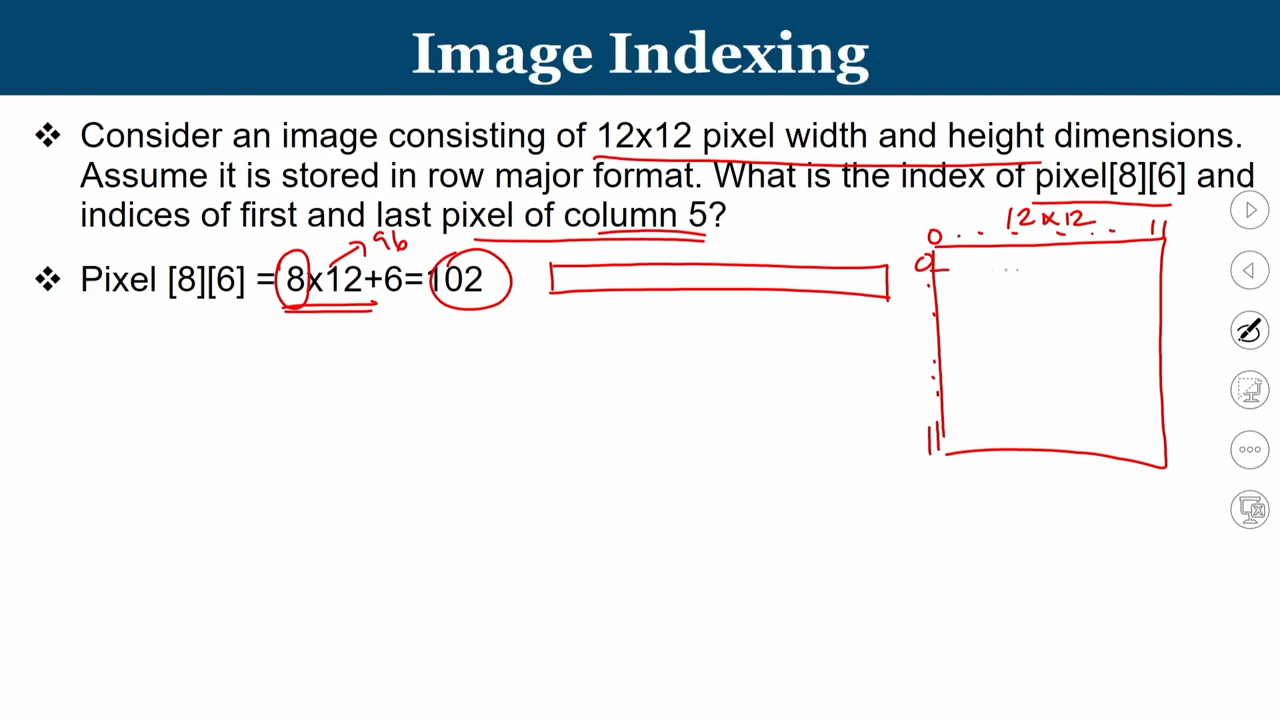 Image Indexing
❖ Consider an image consisting of 12x12 pixel width and height dimensions.
Assume it is stored in row major format. What is the index of pixel[8][6] and
indices of first and last pixel of column 5?
12x12
0 11
96
0
❖ Pixel [8][6] = 8x12+6=102
11